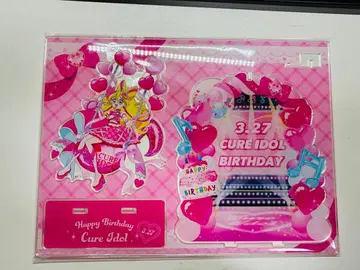 3.27
CURE IDOL
BIRTHDAY
HAPPY
BIRTHDAY
Happy Birthday
Cure Idol
3.27